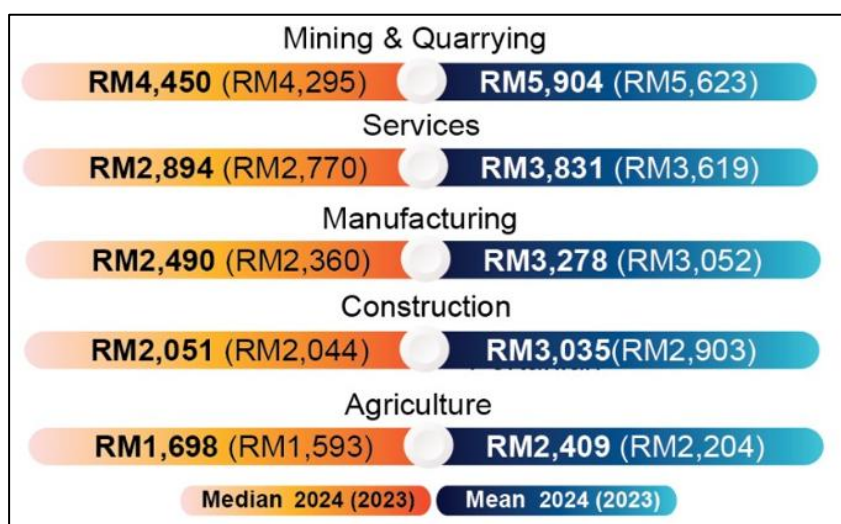 Mining & Quarrying
RM4,450 (RM4,295) RM5,904 (RM5,623)
Services
RM2,894 (RM2,770) RM3,831 (RM3,619)
Manufacturing
RM2,490 (RM2,360) RM3,278 (RM3,052)
Construction
RM2,051 (RM2,044) RM3,035(RM2,903)
Agriculture
RM1,698 (RM1,593) RM2,409 (RM2,204)
Median 2024 (2023) Mean 2024 (2023)